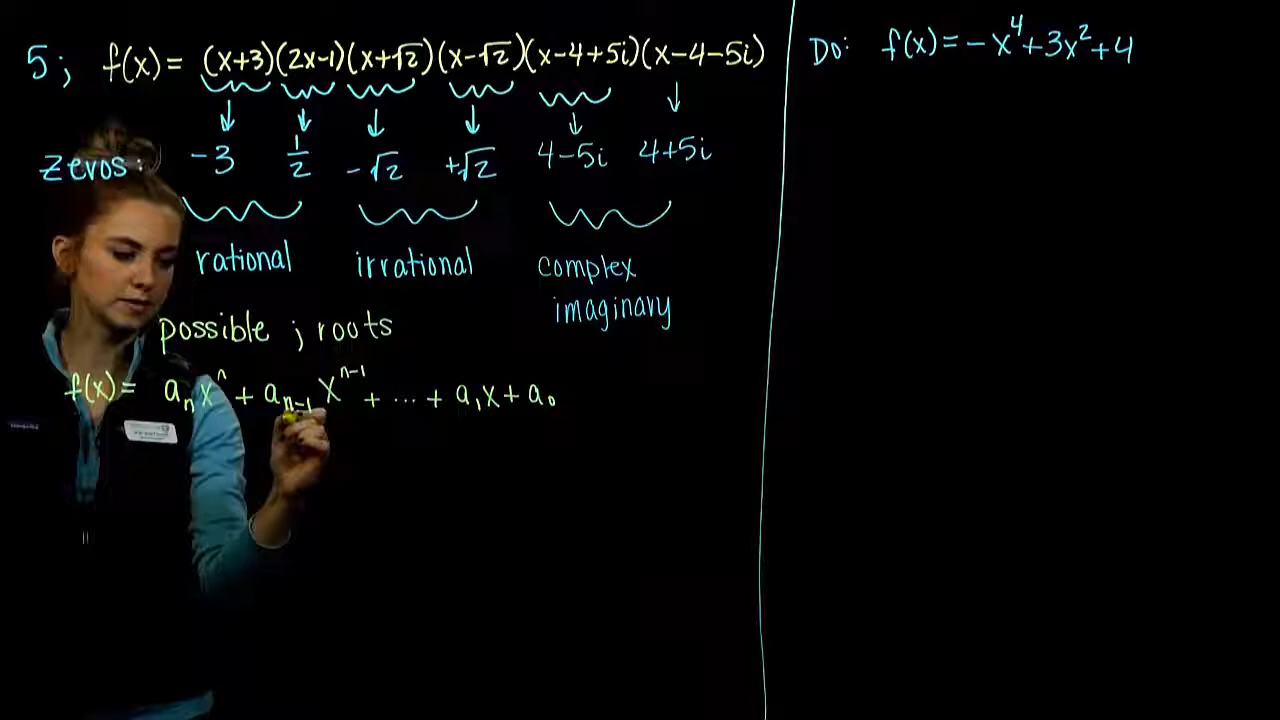 5; f(x) = (x+3)(2x-1)(x+√2)(x-√2)(x-4+5i)(x-4-5i)
zeros: -3 1/2 -√2 +√2 4-5i 4+5i
rational irrational complex
imaginary
possible ; roots
f(x) = aₙxⁿ + aₙ₋₁xⁿ⁻¹ + ... + a₁x + a₀
Do: f(x) = -x⁴+3x²+4